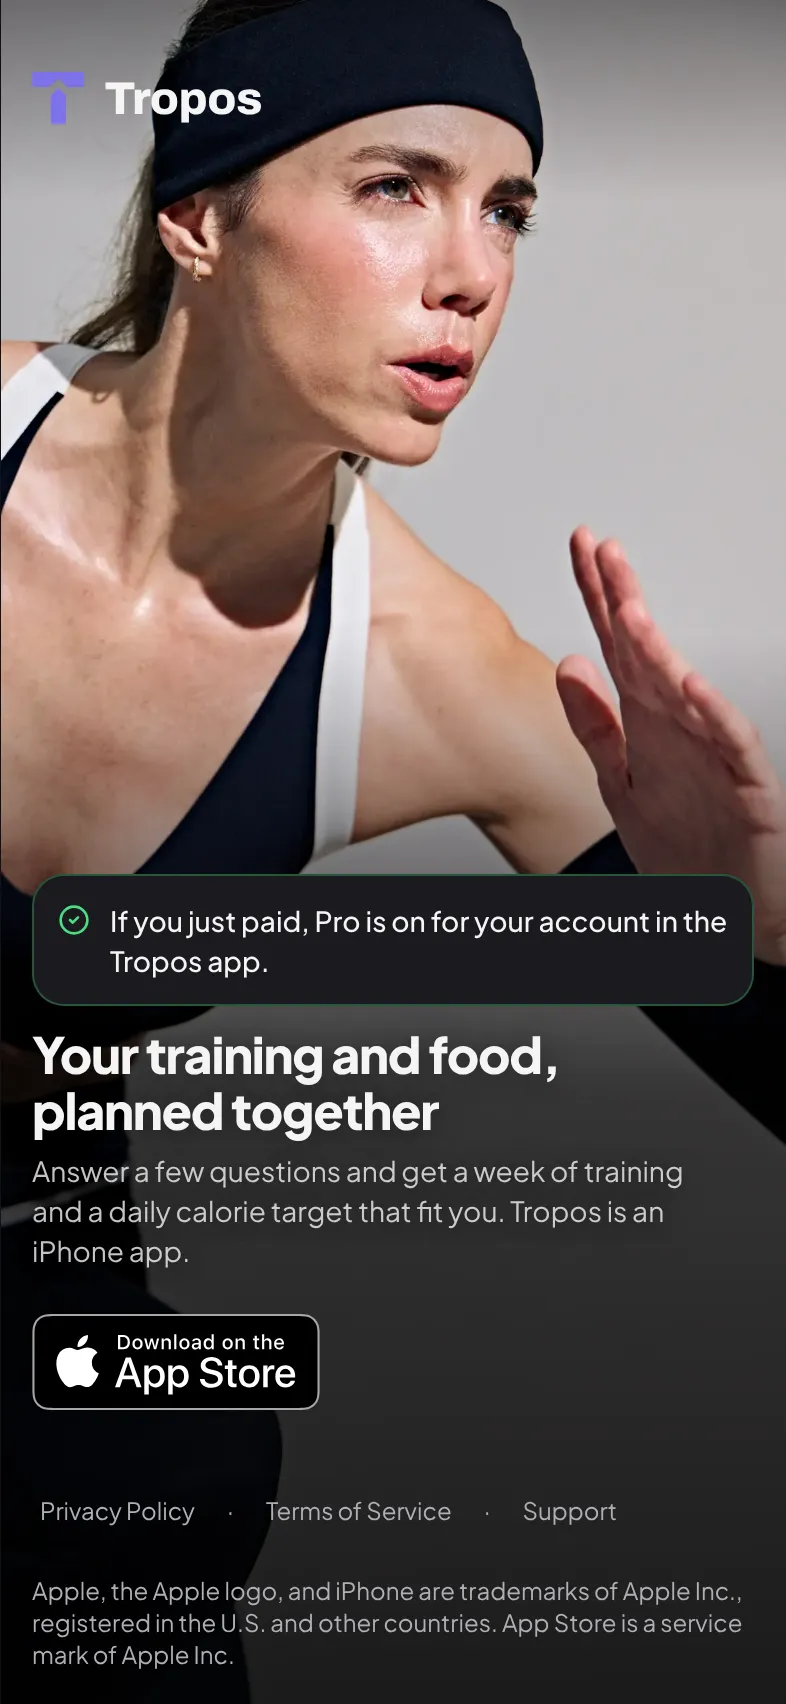 Tropos
If you just paid, Pro is on for your account in the
Tropos app.
Your training and food,
planned together
Answer a few questions and get a week of training
and a daily calorie target that fit you. Tropos is an
iPhone app.
Download on the
App Store
Privacy Policy · Terms of Service · Support
Apple, the Apple logo, and iPhone are trademarks of Apple Inc.,
registered in the U.S. and other countries. App Store is a service
mark of Apple Inc.